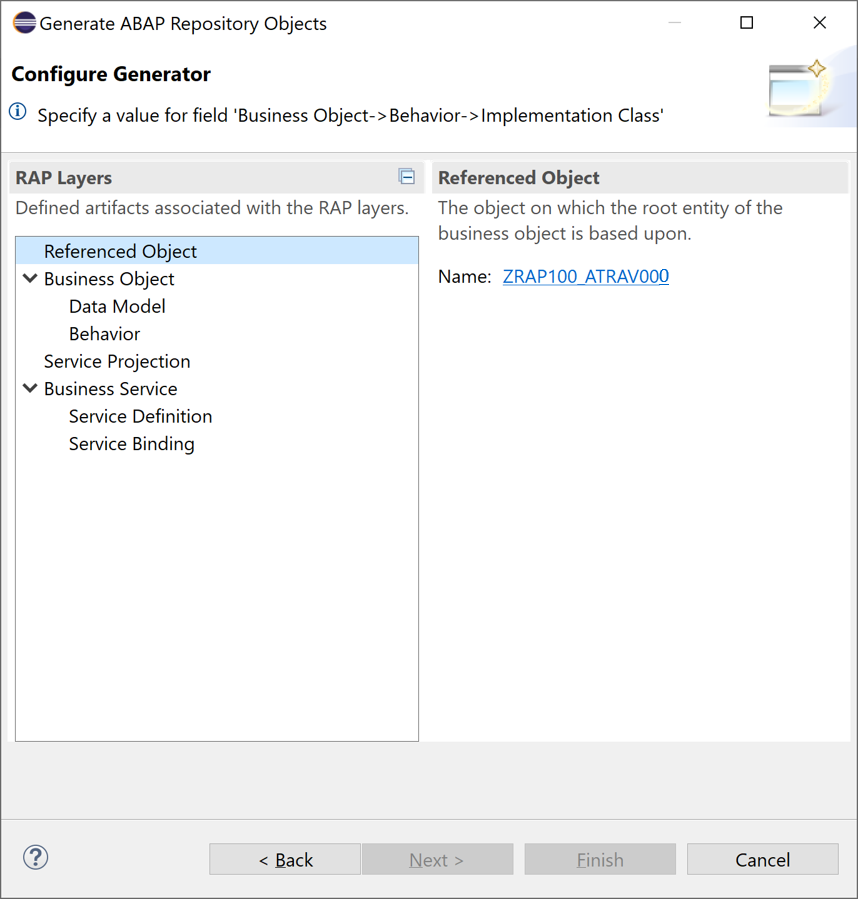 Generate ABAP Repository Objects
Configure Generator
Specify a value for field 'Business Object->Behavior->Implementation Class'
RAP Layers
Defined artifacts associated with the RAP layers.
Referenced Object
Business Object
Data Model
Behavior
Service Projection
Business Service
Service Definition
Service Binding
Referenced Object
The object on which the root entity of the
business object is based upon.
Name: ZRAP100_ATRAV000
?
< Back
Next >
Finish
Cancel